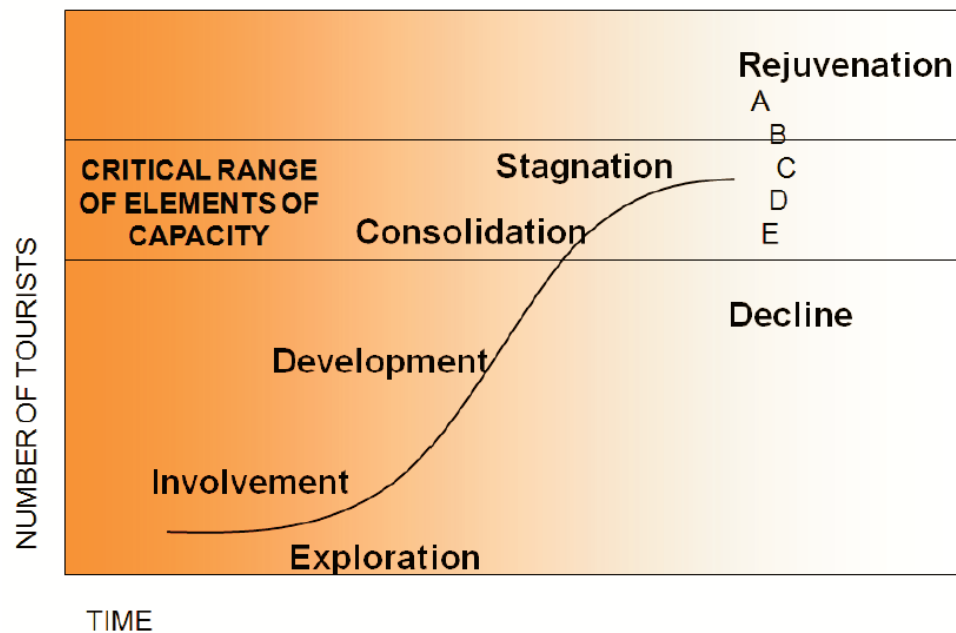 Rejuvenation
A
B
CRITICAL RANGE
OF ELEMENTS OF
CAPACITY
Stagnation
C
D
Consolidation
E
Decline
Development
Involvement
Exploration
NUMBER OF TOURISTS
TIME